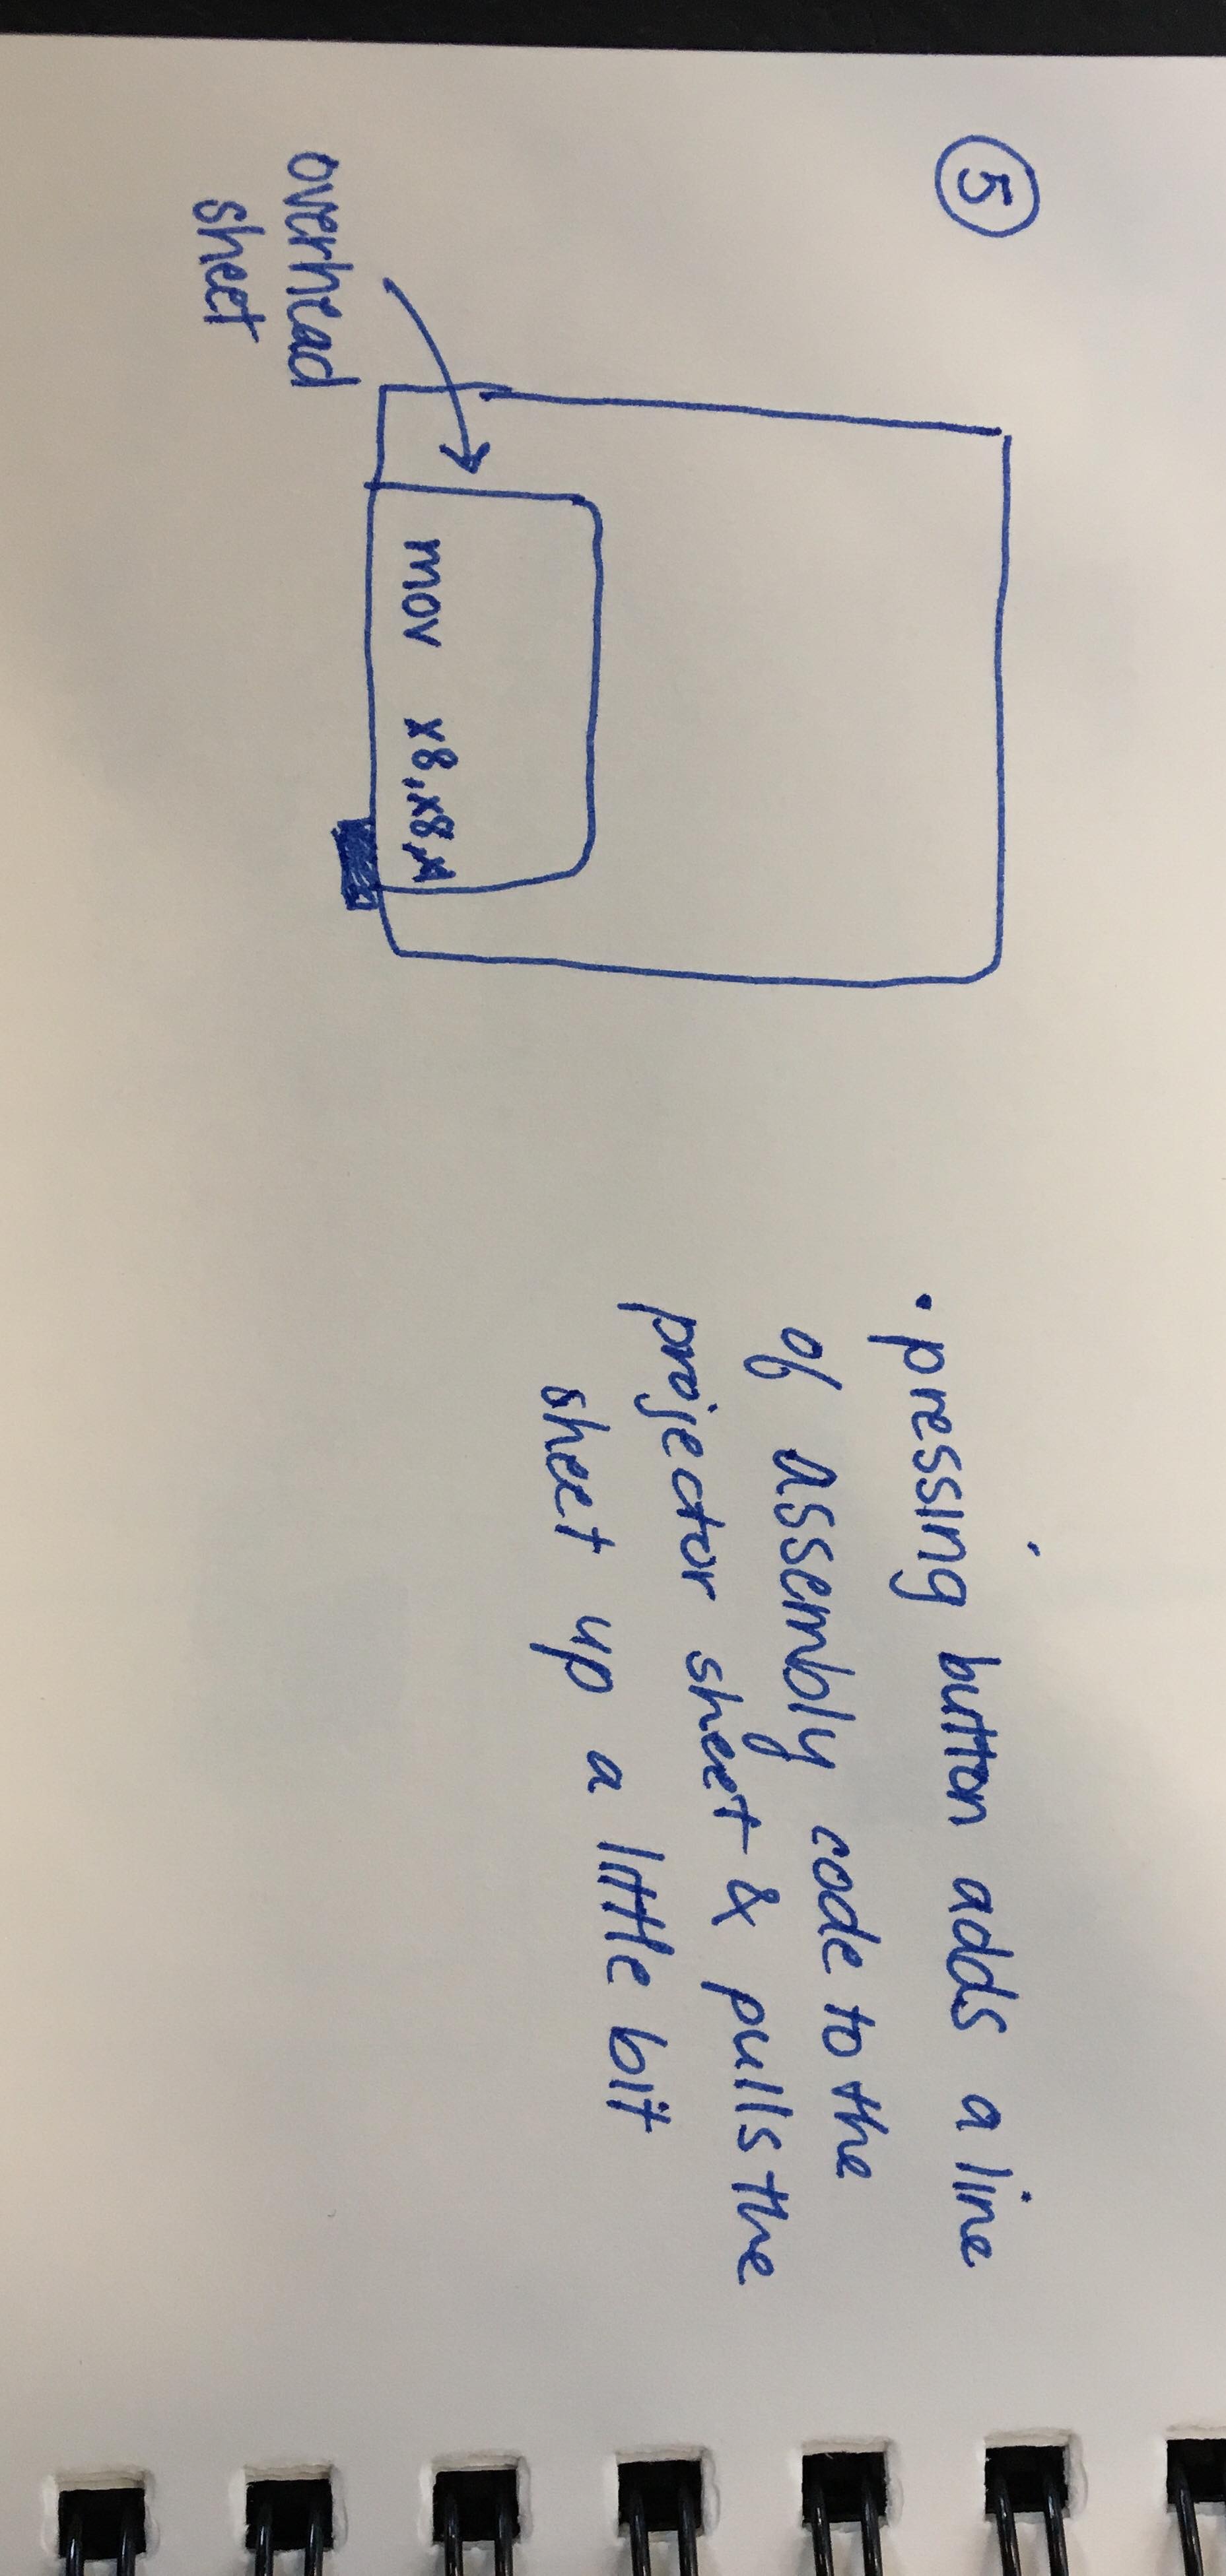 5
mov x8,x8,x
overhead
sheet
• pressing button adds a line
of assembly code to the
projector sheet & pulls the
sheet up a little bit